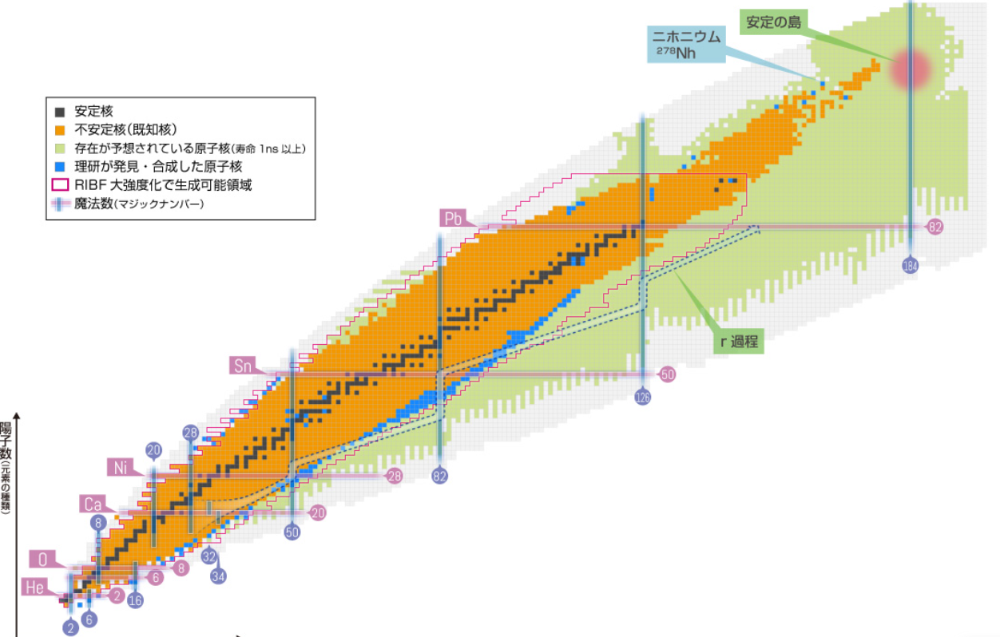 安定の島
ニホニウム
²⁷⁸Nh
安定核
不安定核(既知核)
存在が予想されている原子核(寿命 1ns 以上)
理研が発見・合成した原子核
RIBF 大強度化で生成可能領域
魔法数(マジックナンバー)
Pb
82
184
r 過程
Sn
50
126
28
20
Ni
28
82
Ca
20
8
50
O
32
8
34
6
He
2
16
6
2
陽子数(元素の種類)